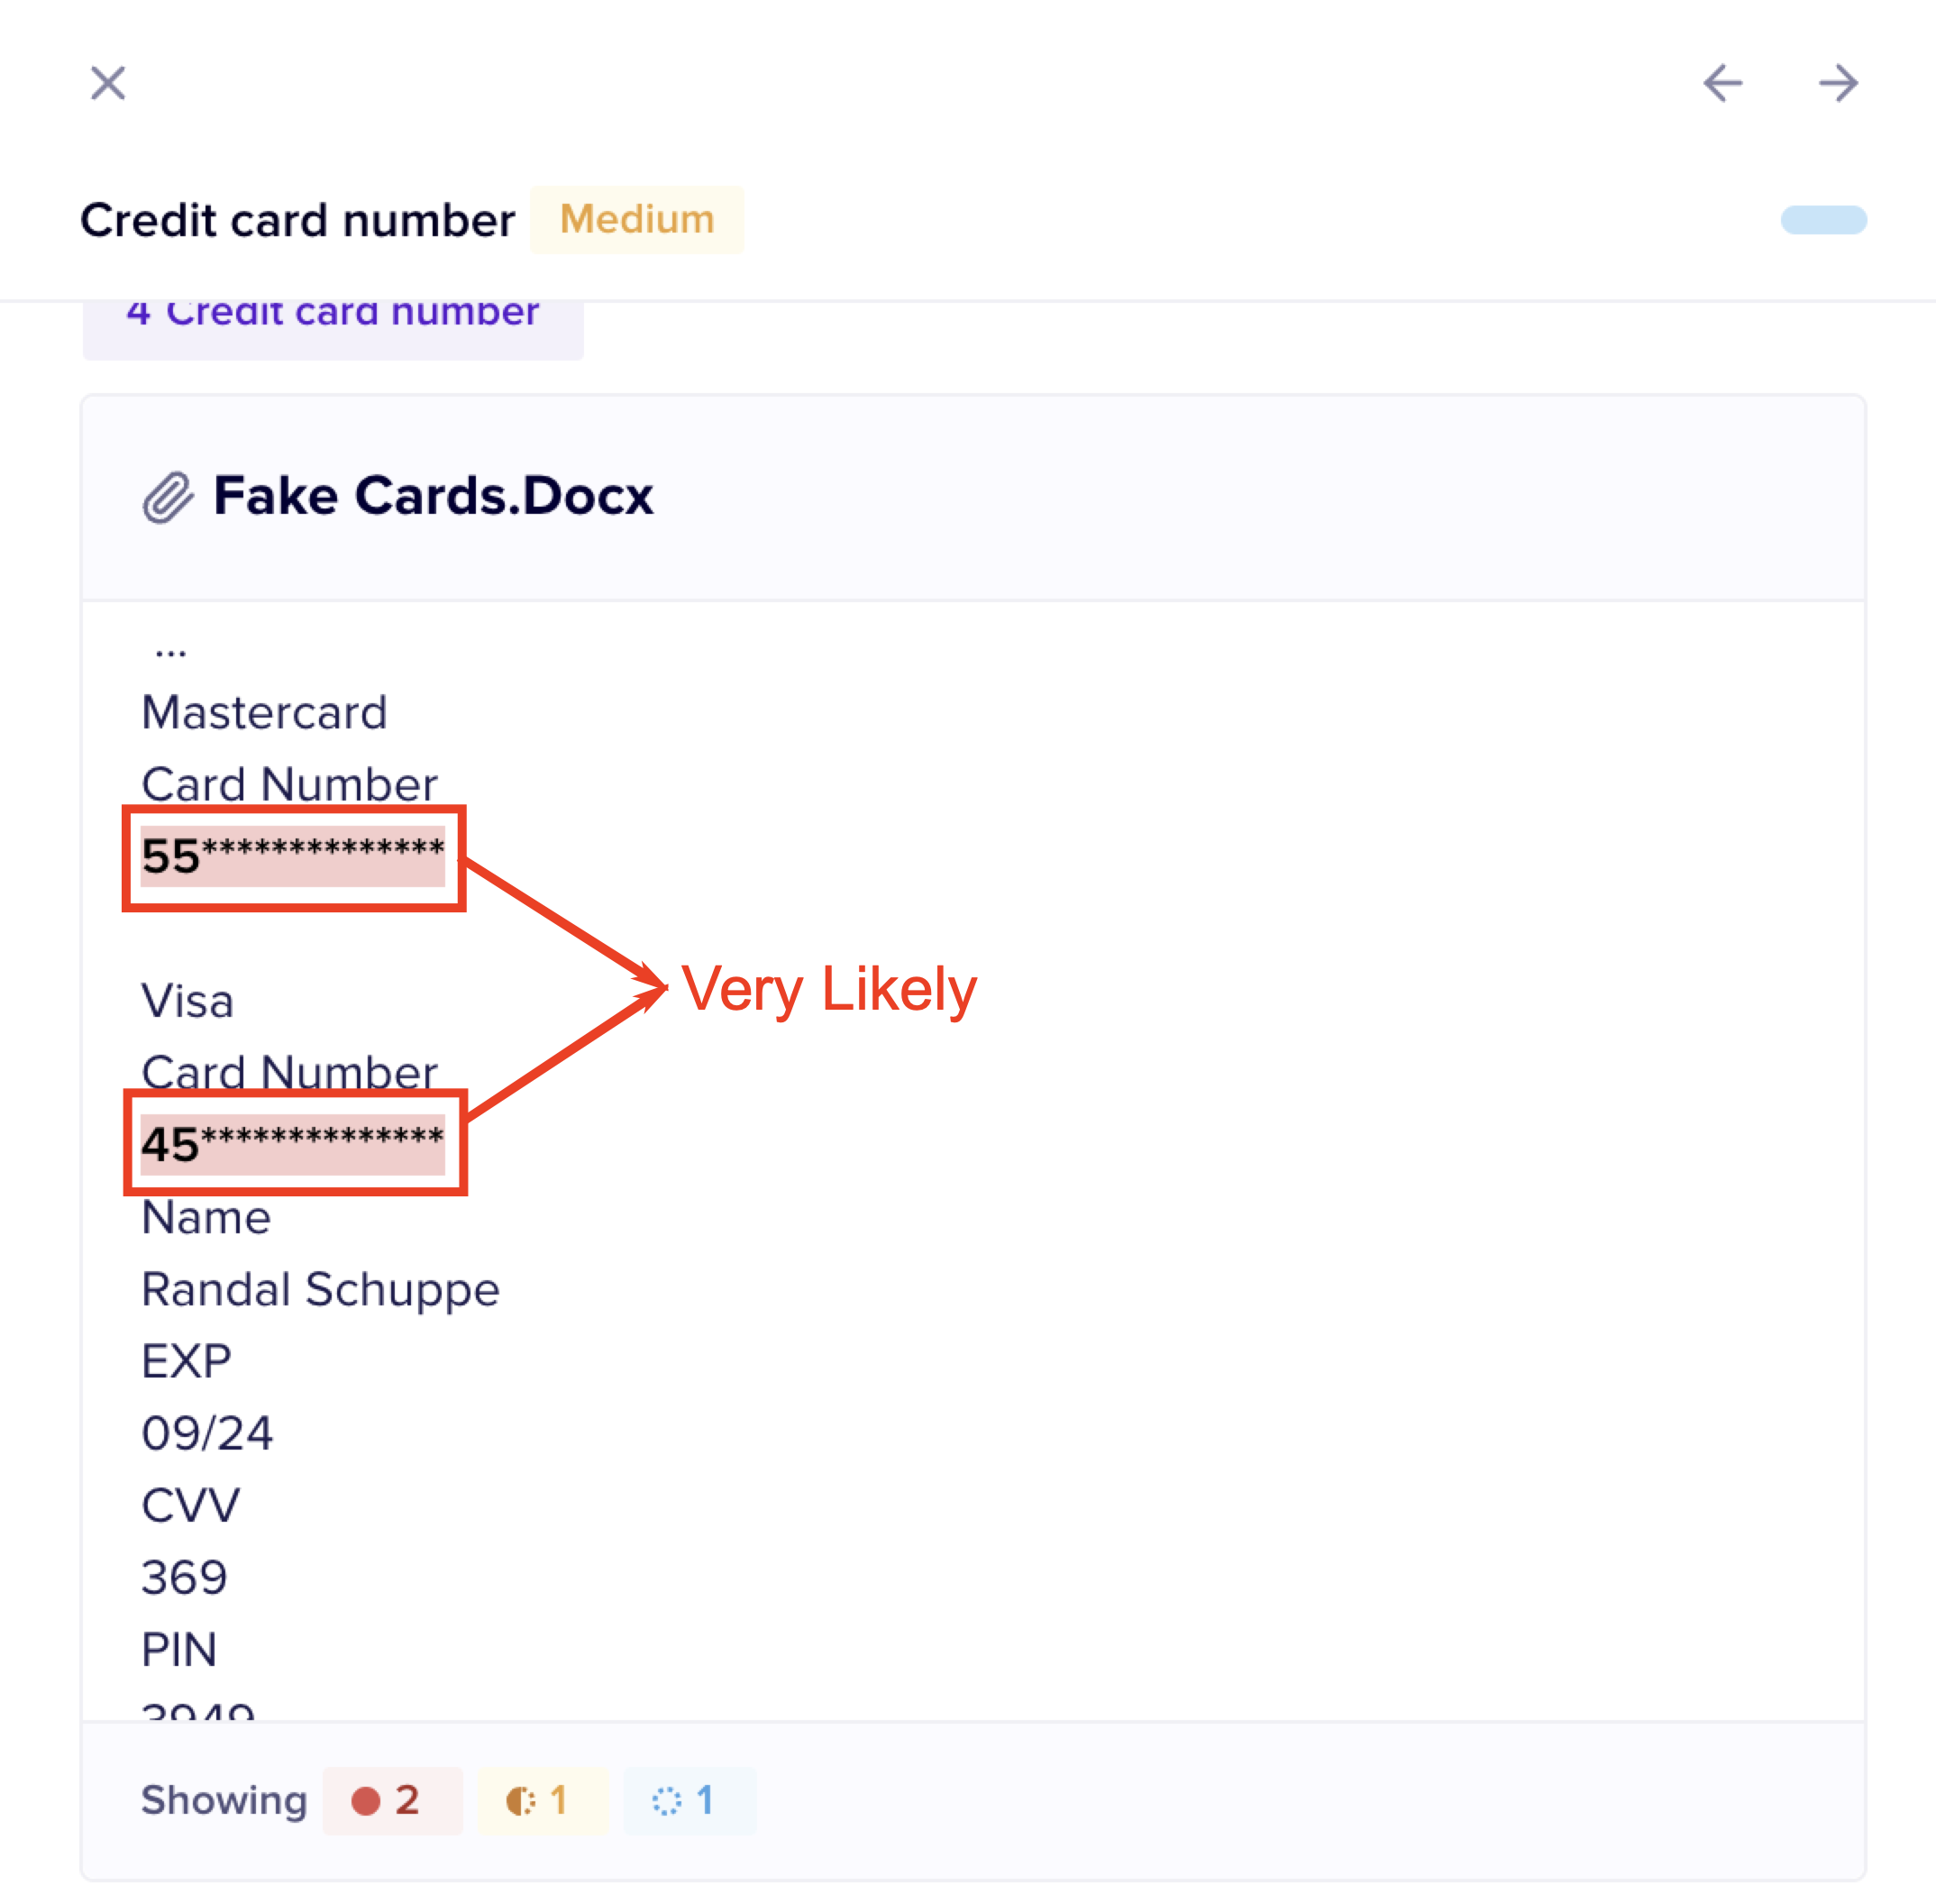 Credit card number Medium
4 Credit card number
Fake Cards.Docx
...
Mastercard
Card Number
55**************
Very Likely
Visa
Card Number
45**************
Name
Randal Schuppe
EXP
09/24
CVV
369
PIN
3949
Showing 2 1 1